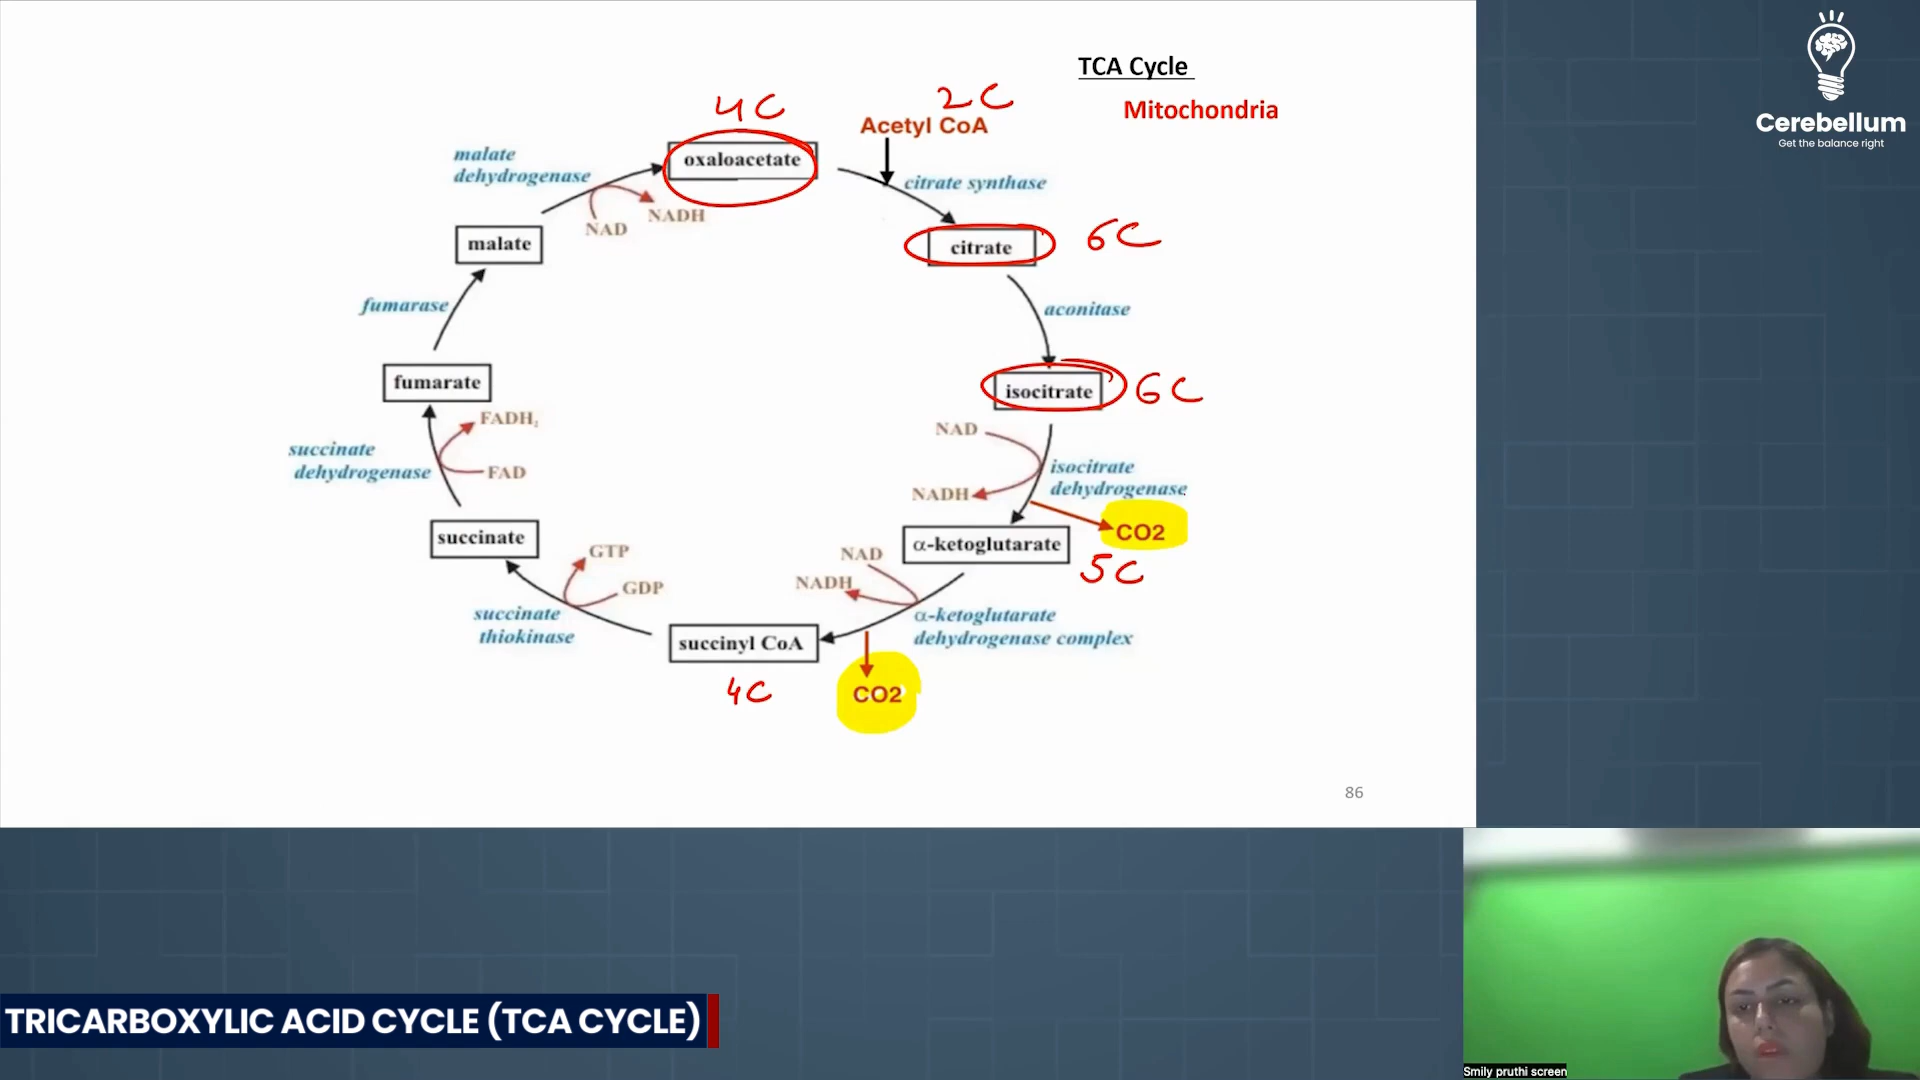 TCA Cycle
Mitochondria
Cerebellum
Get the balance right
4C
2C
Acetyl CoA
malate
dehydrogenase
oxaloacetate
citrate synthase
NADH
NAD
malate
citrate
6C
fumarase
aconitase
fumarate
isocitrate
6C
FADH2
NAD
succinate
dehydrogenase
FAD
isocitrate
dehydrogenase
NADH
CO2
succinate
α-ketoglutarate
5C
GTP
GDP
NAD
NADH
succinate
thiokinase
α-ketoglutarate
dehydrogenase complex
succinyl CoA
4C
CO2
86
TRICARBOXYLIC ACID CYCLE (TCA CYCLE)
Smily pruthi screen